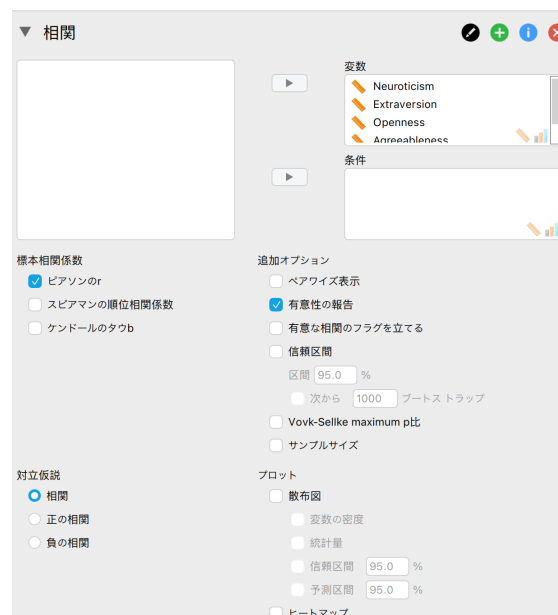 相関
変数
Neuroticism
Extraversion
Openness
Agreeableness
条件
標本相関係数
ピアソンのr
スピアマンの順位相関係数
ケンドールのタウb
追加オプション
ペアワイズ表示
有意性の報告
有意な相関のフラグを立てる
信頼区間
区間 95.0 %
次から 1000 ブートス トラップ
Vovk-Sellke maximum p比
サンプルサイズ
対立仮説
相関
正の相関
負の相関
プロット
散布図
変数の密度
統計量
信頼区間 95.0 %
予測区間 95.0 %
ヒートマップ